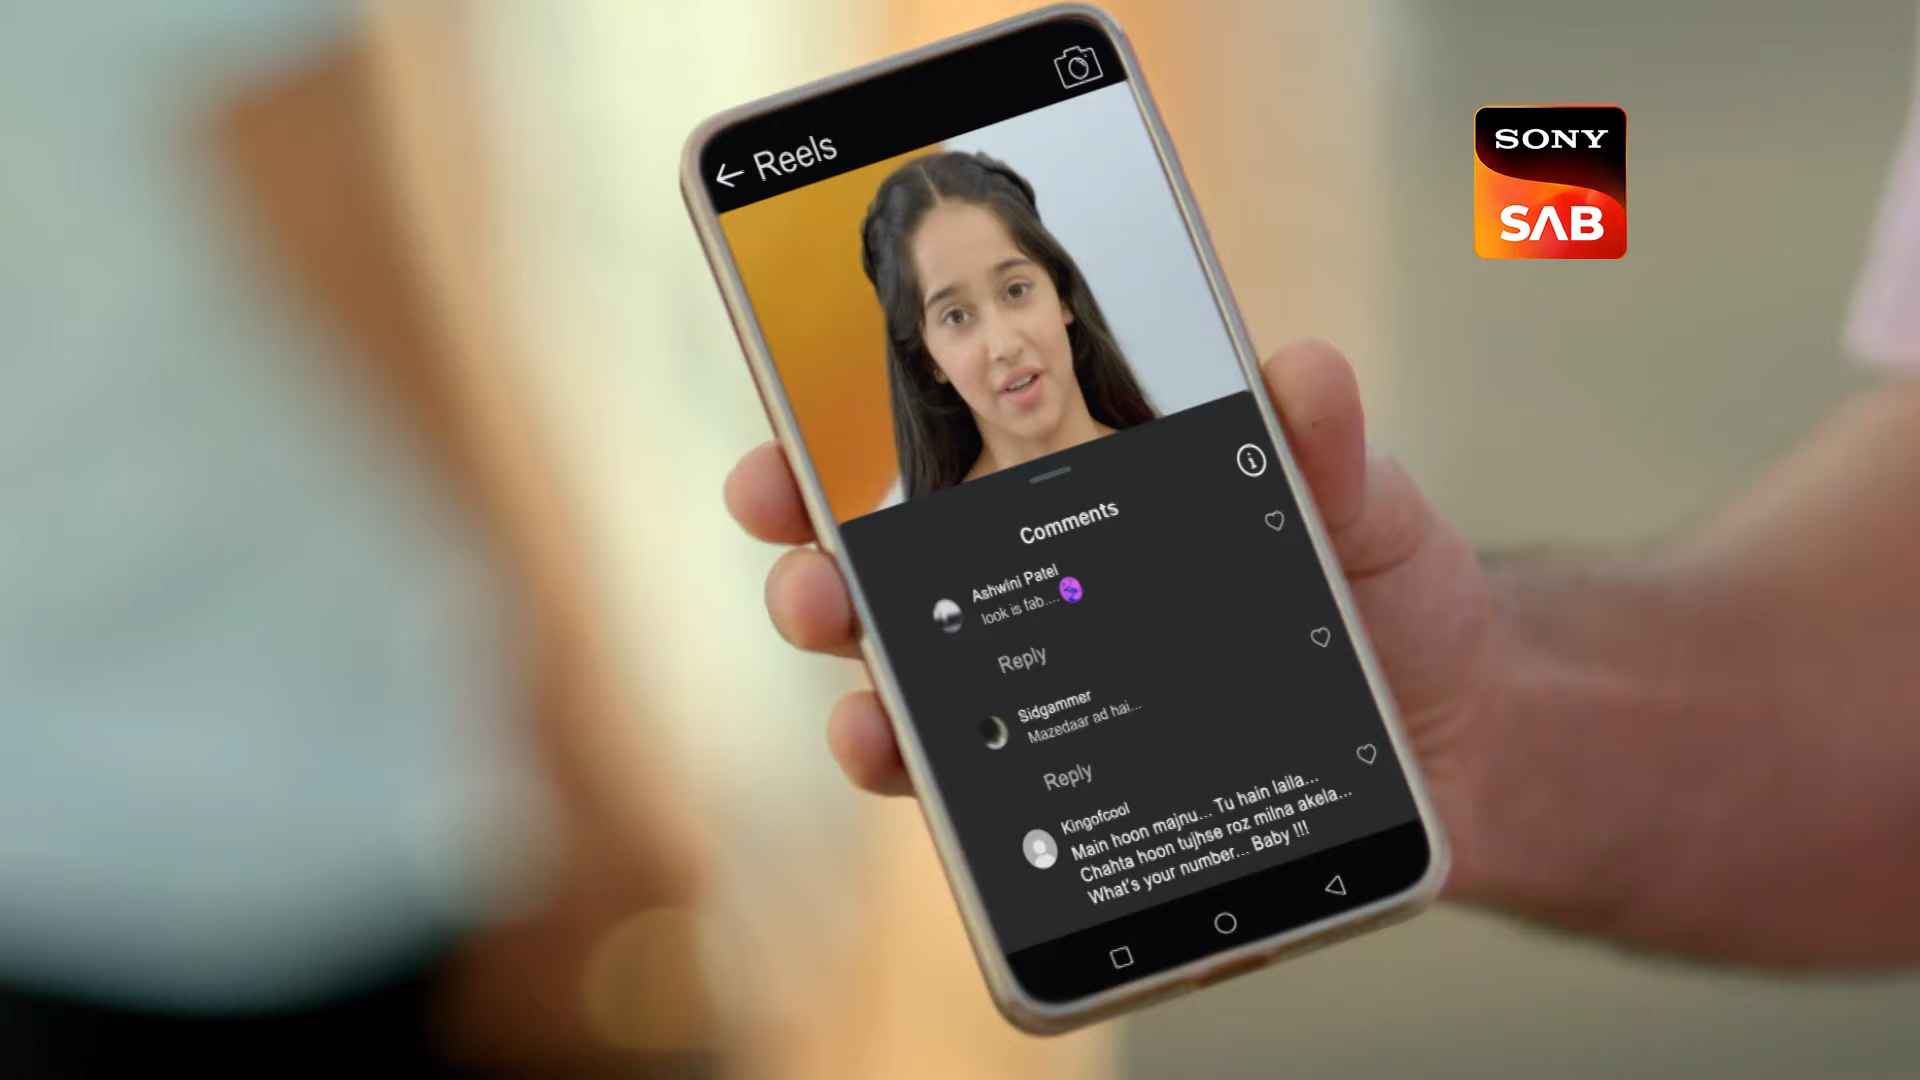 SONY
SAB
Reels
Comments
Ashwini Patel
look is fab....
Reply
Sidgammer
Mazedaar ad hai...
Reply
Kingofcool
Main hoon majnu... Tu hain laila...
Chahta hoon tujhse roz milna akela...
What's your number... Baby !!!